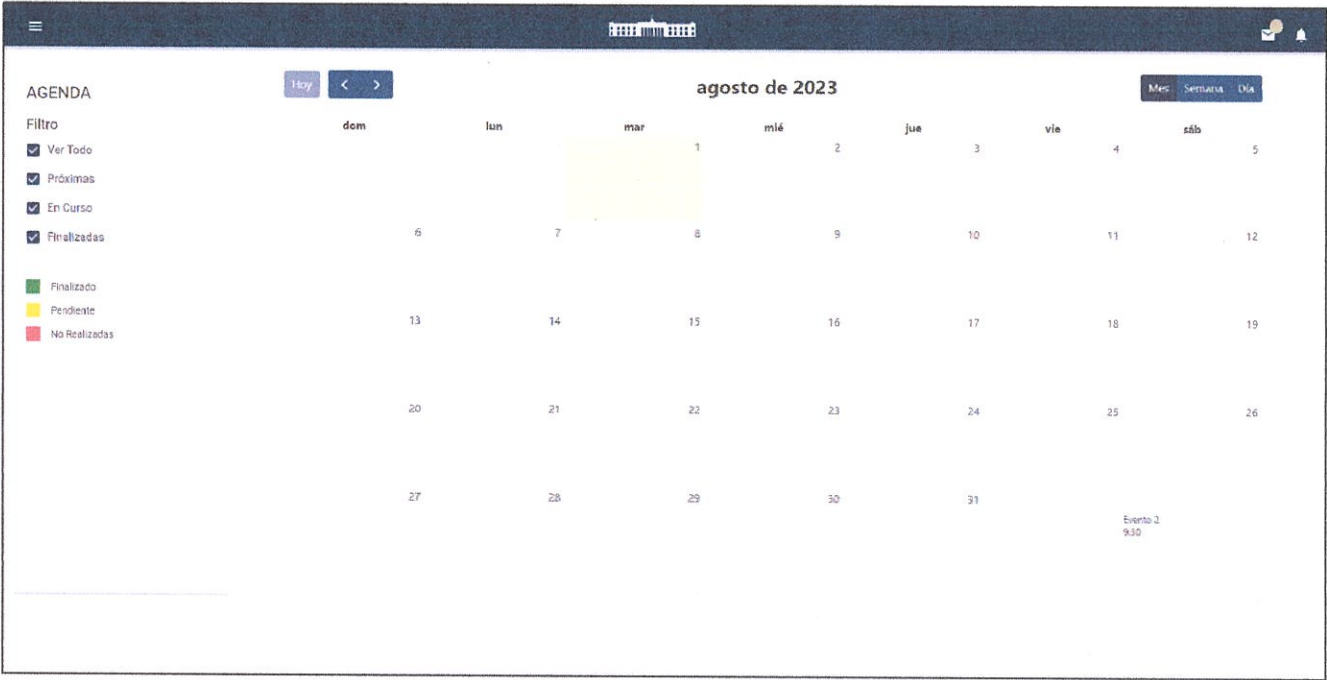 AGENDA
Filtro
Ver Todo
Próximas
En Curso
Finalizadas
Finalizado
Pendiente
No Realizadas
Hoy
agosto de 2023
Mes Semana Día
dom lun mar mié jue vie sáb
1 2 3 4 5
6 7 8 9 10 11 12
13 14 15 16 17 18 19
20 21 22 23 24 25 26
27 28 29 30 31
Evento 2
9:30